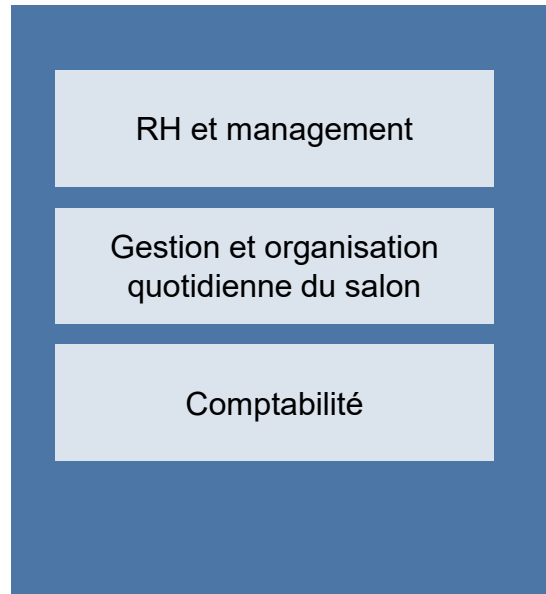 RH et management
Gestion et organisation
quotidienne du salon
Comptabilité